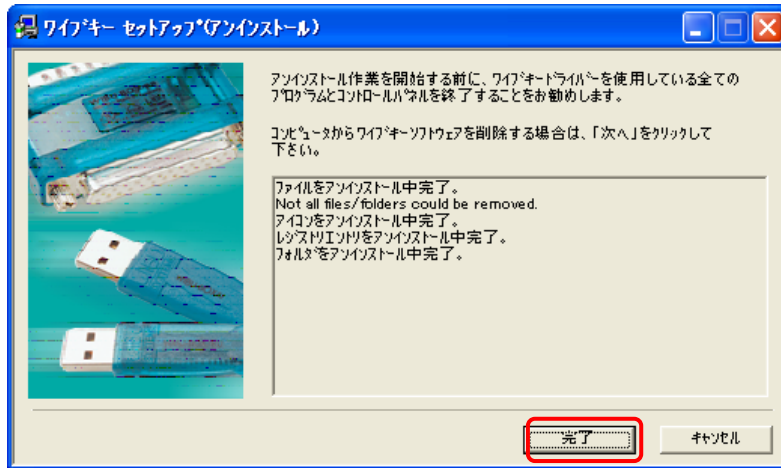 ワイブキー セットアップ(アンインストール)
アンインストール作業を開始する前に、ワイブキードライバーを使用している全ての
プログラムとコントロールパネルを終了することをお勧めします。
コンピュータからワイブキーソフトウェアを削除する場合は、「次へ」をクリックして
下さい。
ファイルをアンインストール中完了。
Not all files/folders could be removed.
アイコンをアンインストール中完了。
レジストリエントリをアンインストール中完了。
フォルダをアンインストール中完了。
完了
キャンセル